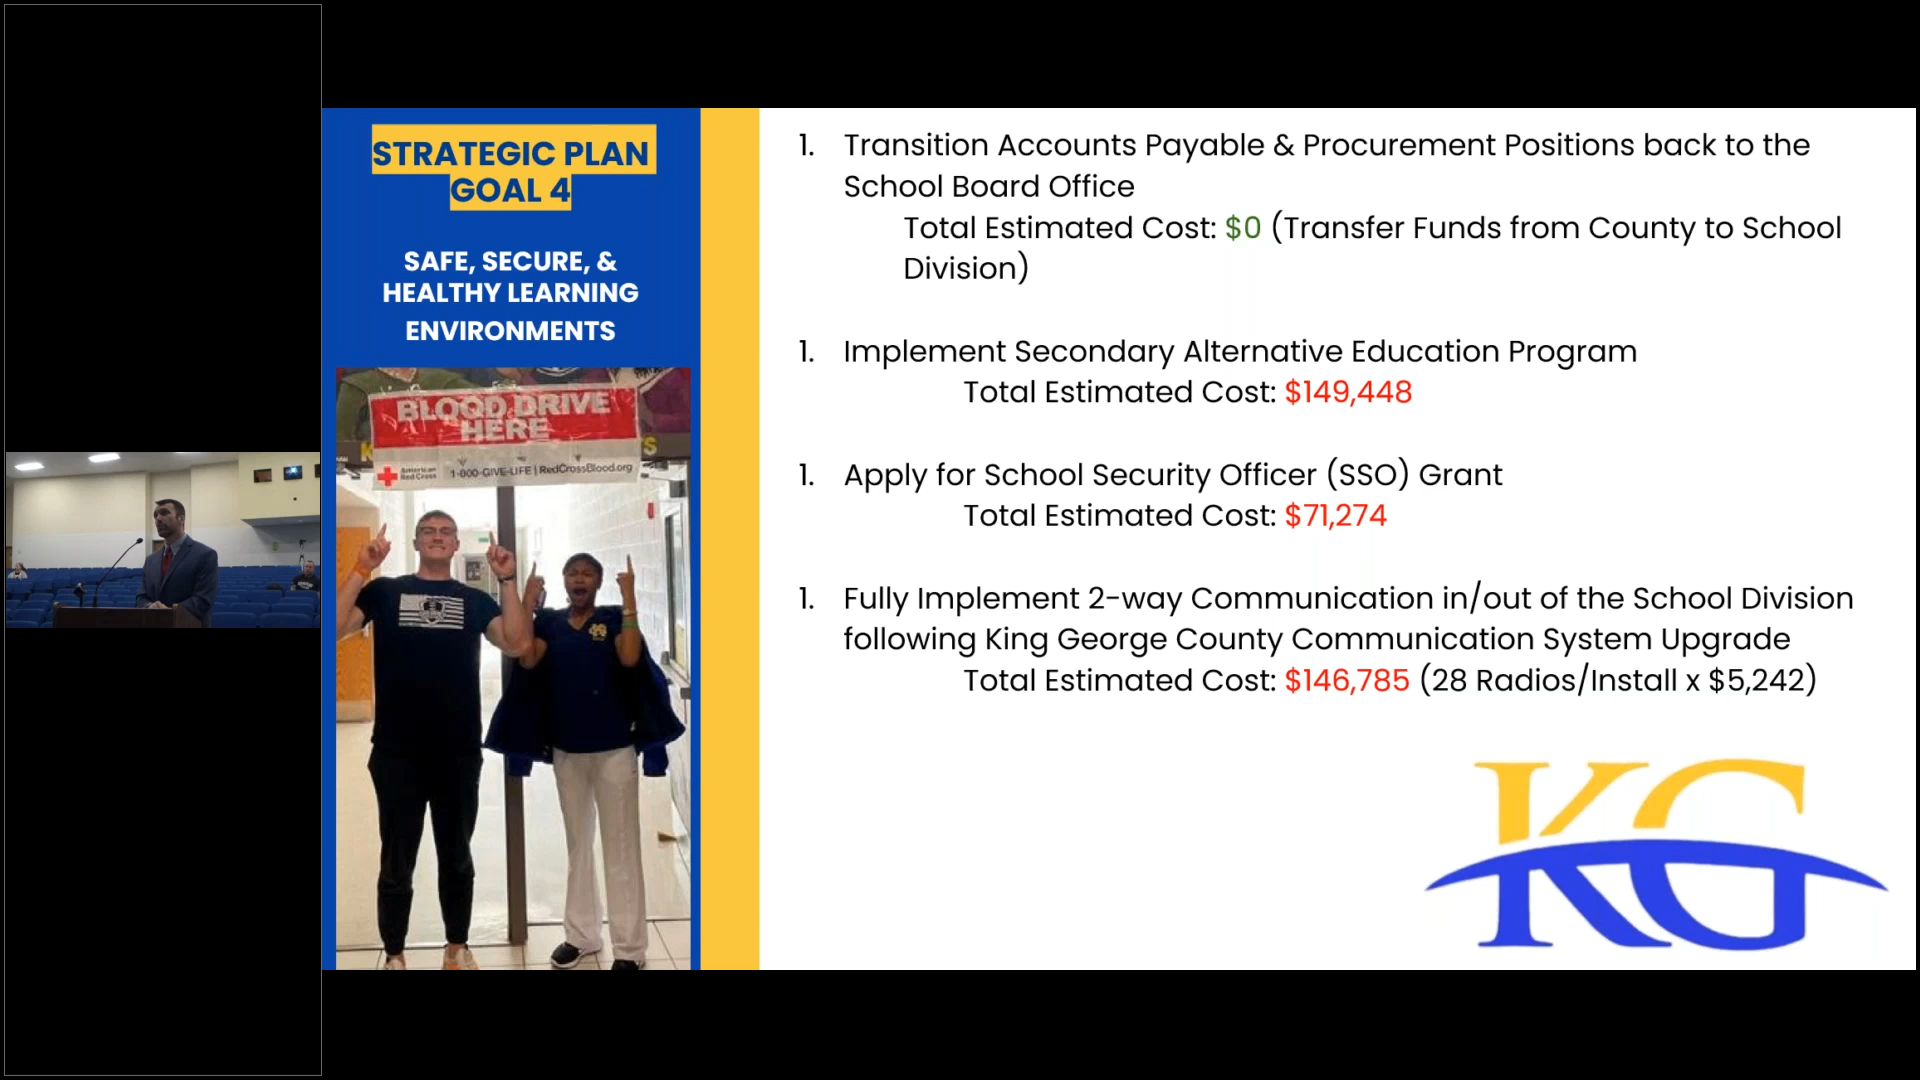 STRATEGIC PLAN
GOAL 4
SAFE, SECURE, &
HEALTHY LEARNING
ENVIRONMENTS
BLOOD DRIVE
HERE
American
Red Cross
1-800-GIVE-LIFE | RedCrossBlood.org
1. Transition Accounts Payable & Procurement Positions back to the
School Board Office
Total Estimated Cost: $0 (Transfer Funds from County to School
Division)
1. Implement Secondary Alternative Education Program
Total Estimated Cost: $149,448
1. Apply for School Security Officer (SSO) Grant
Total Estimated Cost: $71,274
1. Fully Implement 2-way Communication in/out of the School Division
following King George County Communication System Upgrade
Total Estimated Cost: $146,785 (28 Radios/Install x $5,242)
KG